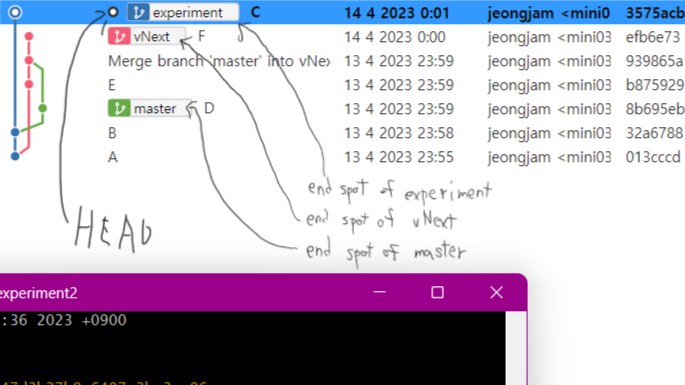 experiment C 14 4 2023 0:01 jeongjam <mini0 3575acb
vNext F 14 4 2023 0:00 jeongjam <mini03 efb6e73
Merge branch 'master' into vNex 13 4 2023 23:59 jeongjam <mini03 939865a
E 13 4 2023 23:59 jeongjam <mini03 b875929
master D 13 4 2023 23:59 jeongjam <mini03 8b695eb
B 13 4 2023 23:58 jeongjam <mini03 32a6788
A 13 4 2023 23:55 jeongjam <mini03 013cccd
end spot of experiment
end spot of vNext
HEAD
end spot of master
experiment2
:36 2023 +0900